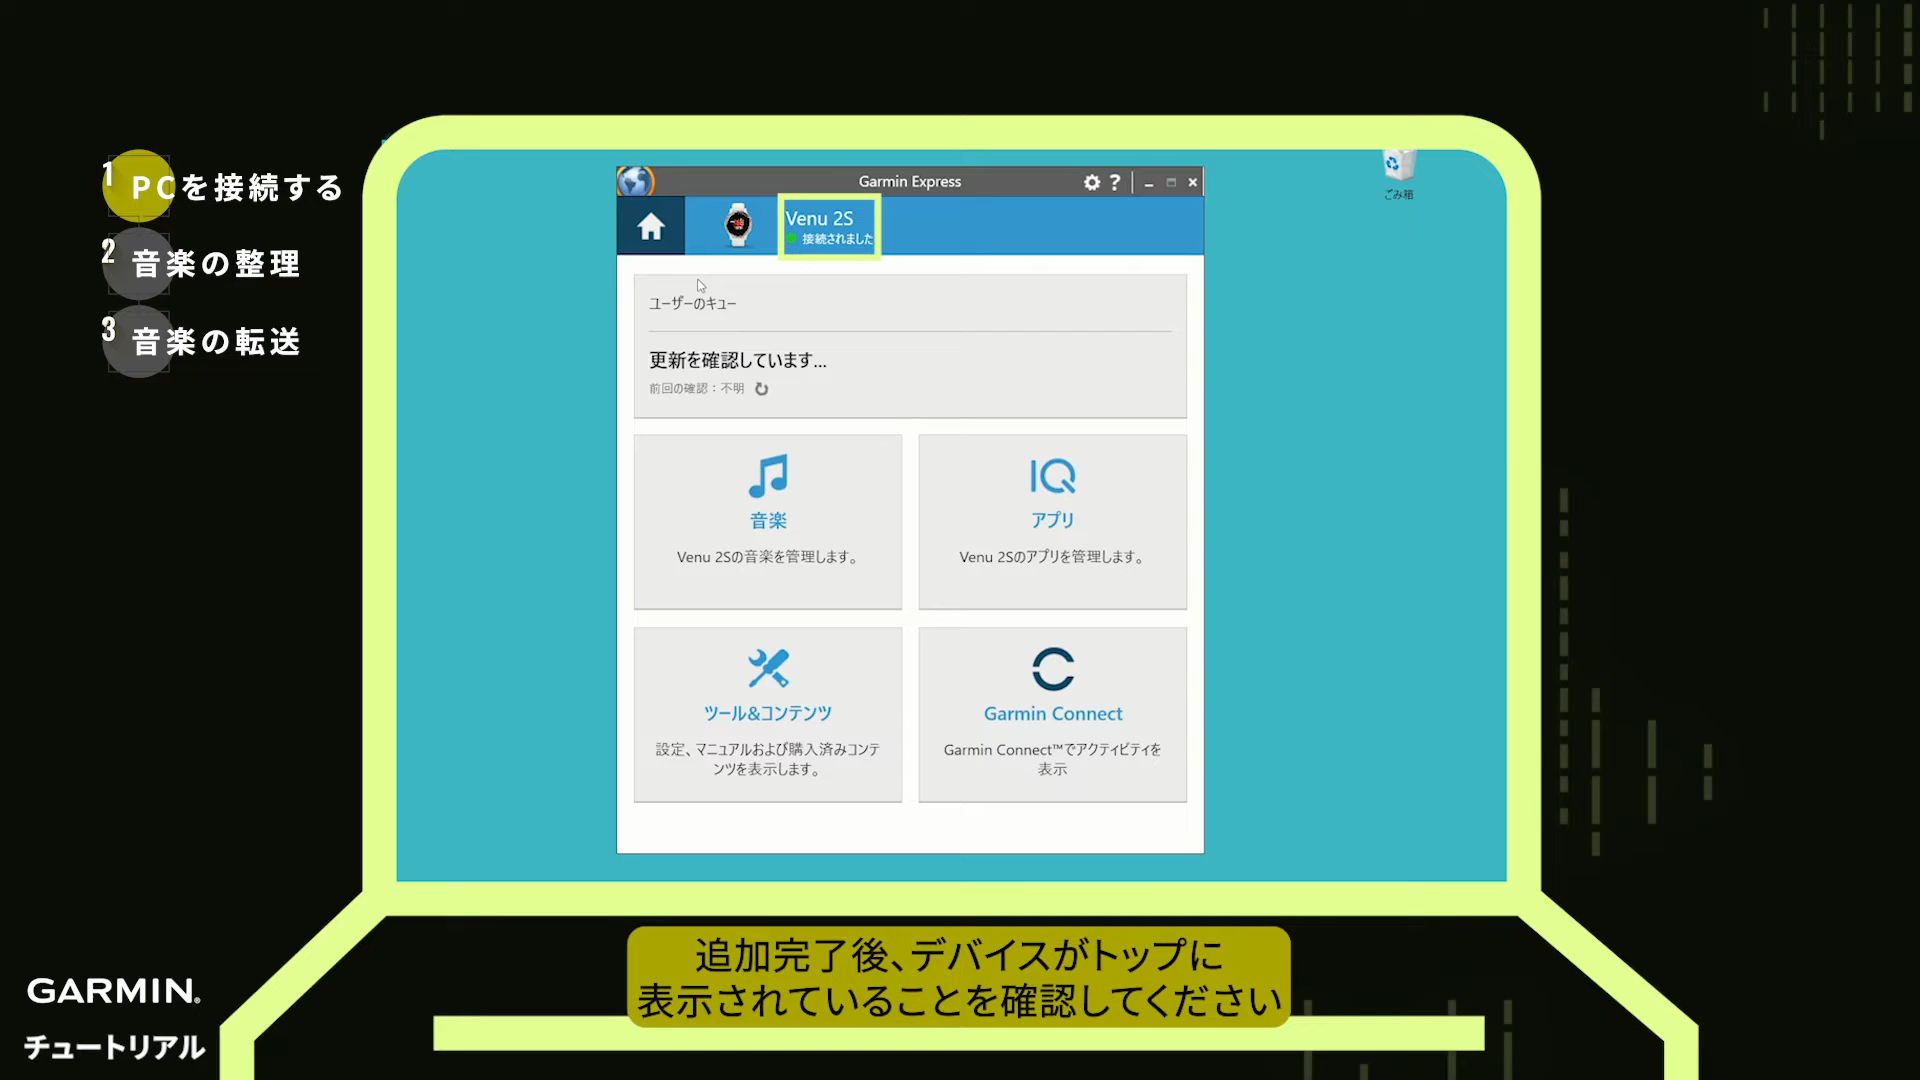 1 PCを接続する
2 音楽の整理
3 音楽の転送
ごみ箱
Garmin Express
?
Venu 2S
接続されました
ユーザーのキュー
更新を確認しています...
前回の確認：不明
音楽
Venu 2Sの音楽を管理します。
IQ
アプリ
Venu 2Sのアプリを管理します。
ツール&コンテンツ
設定、マニュアルおよび購入済みコンテ
ンツを表示します。
Garmin Connect
Garmin Connect™でアクティビティを
表示
追加完了後、デバイスがトップに
表示されていることを確認してください
GARMIN®
チュートリアル